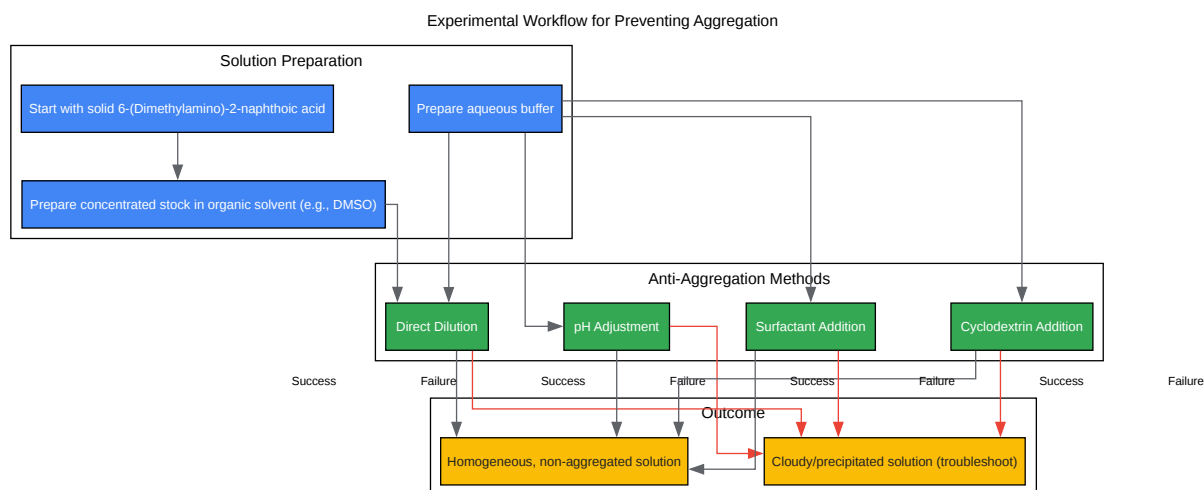 Experimental Workflow for Preventing Aggregation
Solution Preparation
Start with solid 6-(Dimethylamino)-2-naphthoic acid
Prepare aqueous buffer
Prepare concentrated stock in organic solvent (e.g., DMSO)
Anti-Aggregation Methods
Direct Dilution
pH Adjustment
Surfactant Addition
Cyclodextrin Addition
Success
Failure
Success
Failure
Success
Failure
Success
Failure
Outcome
Homogeneous, non-aggregated solution
Cloudy/precipitated solution (troubleshoot)